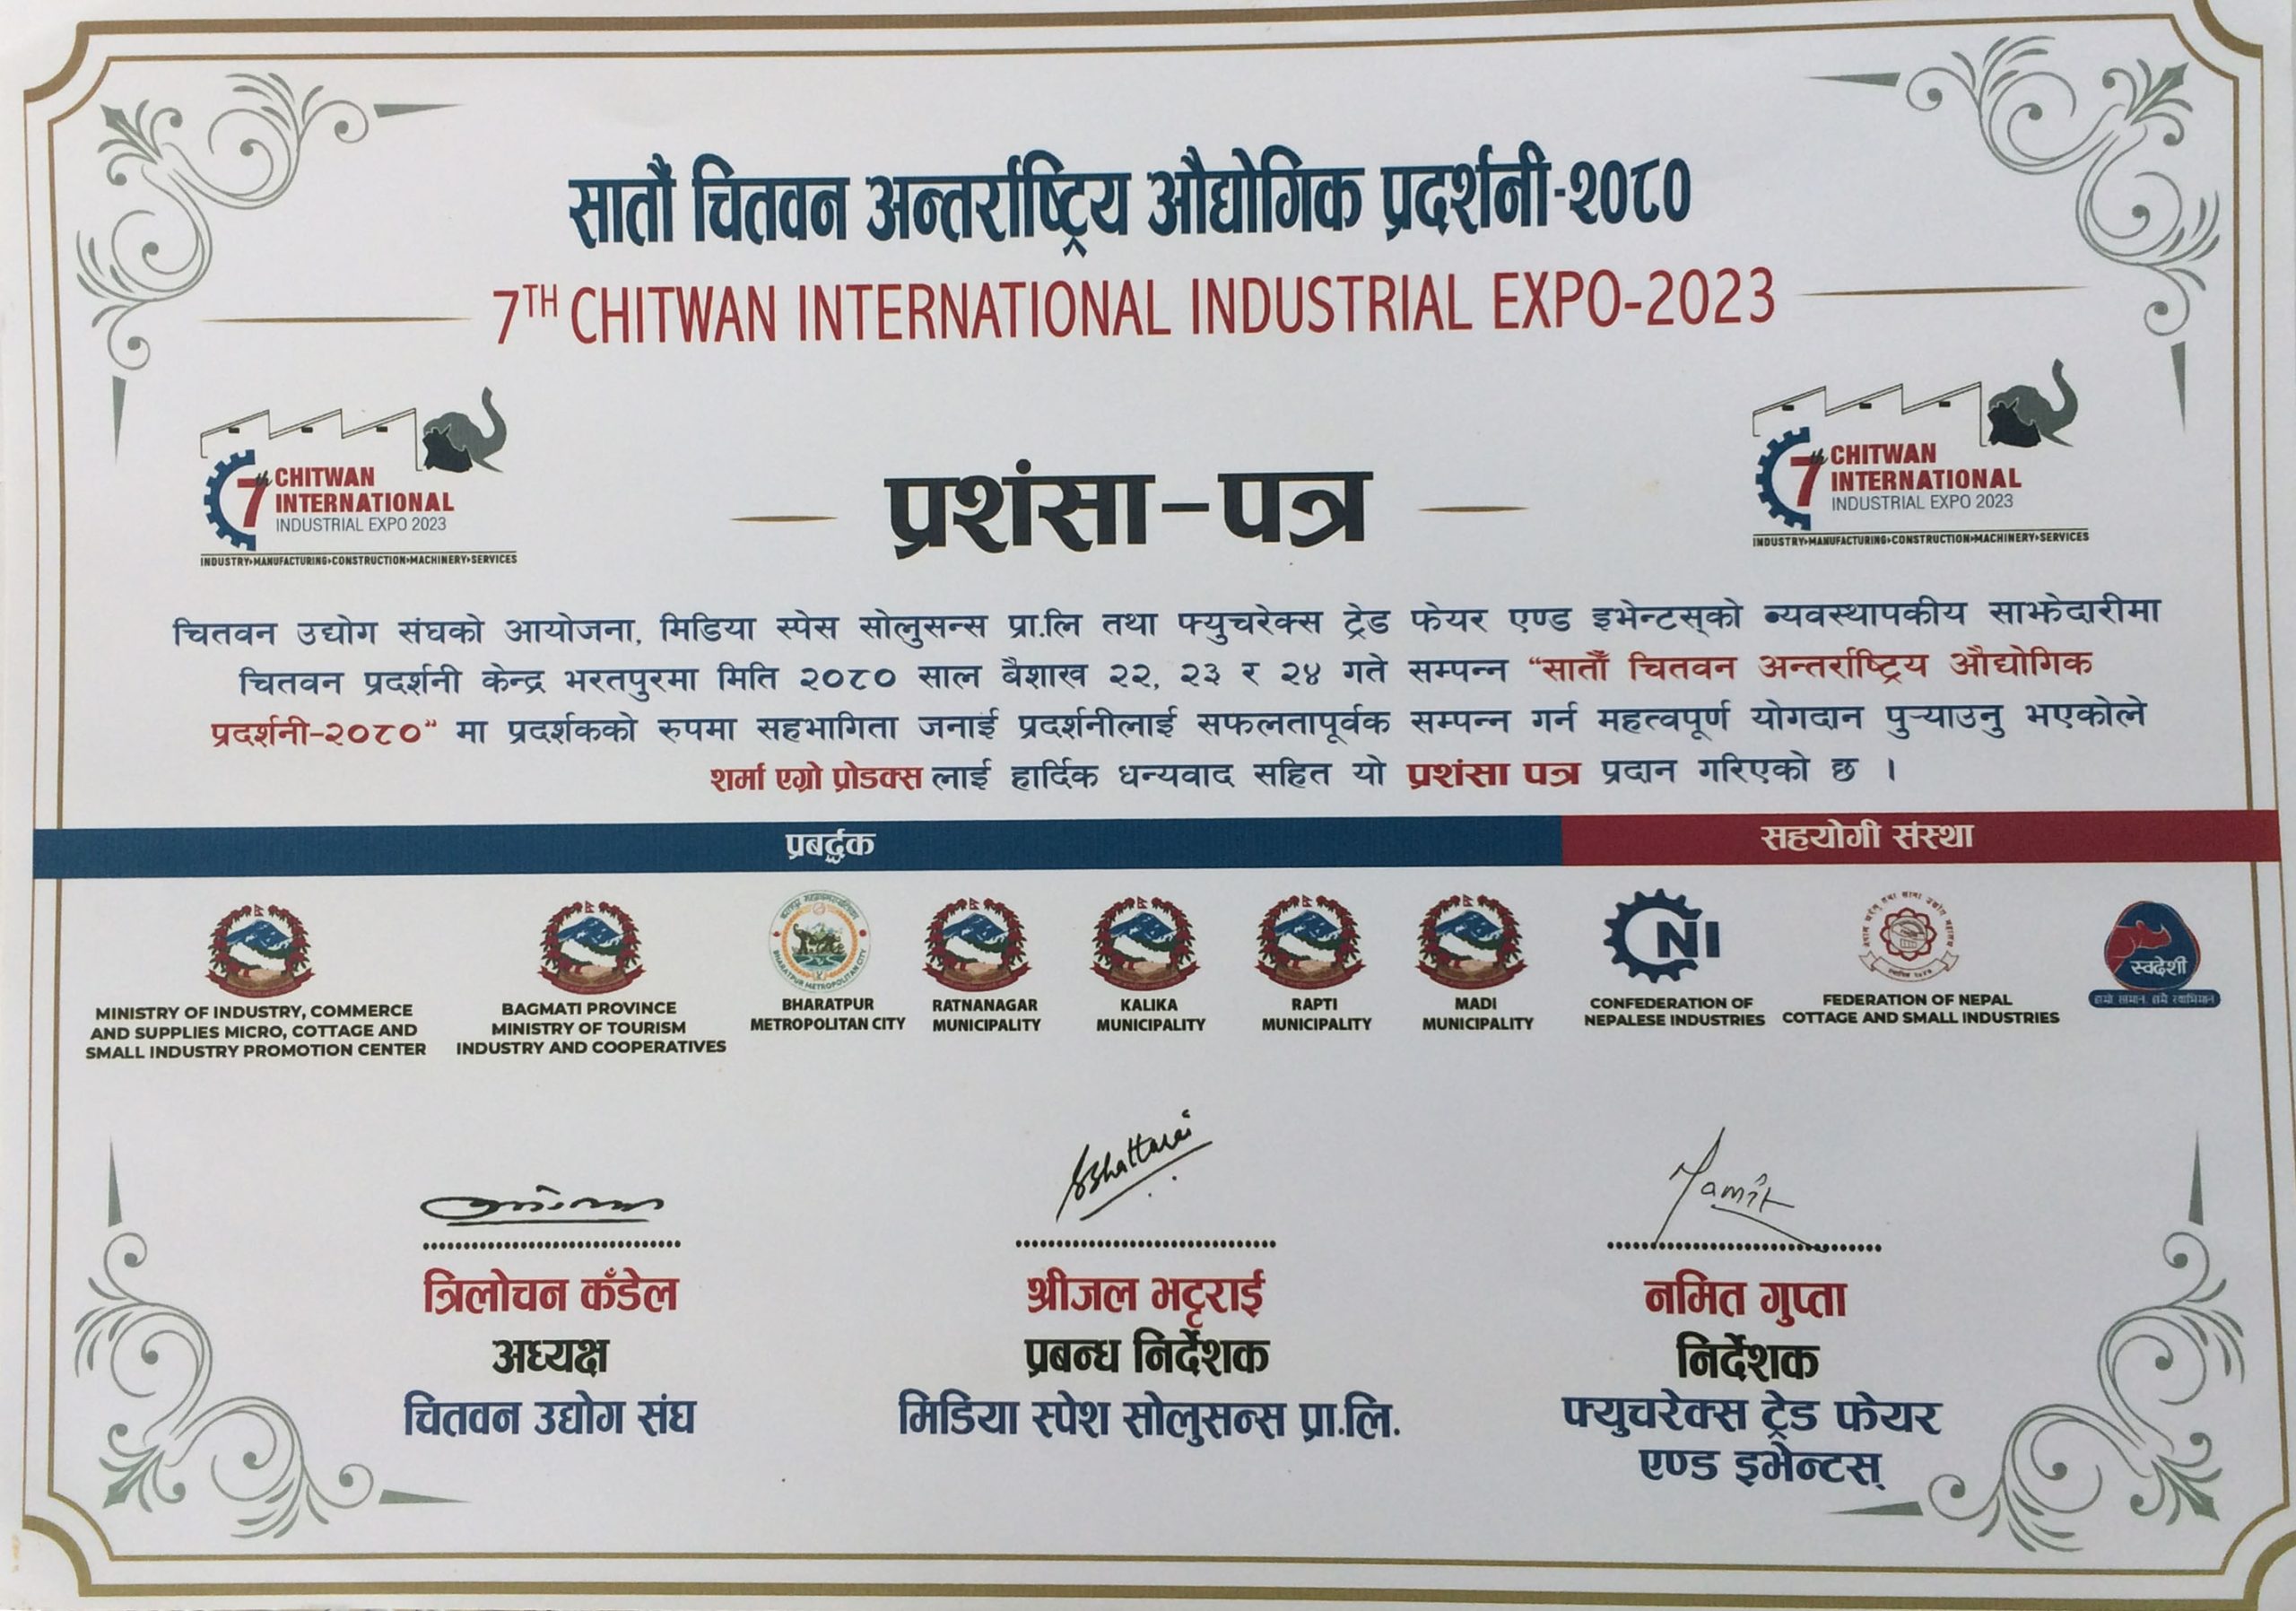 सातौं चितवन अन्तर्राष्ट्रिय औद्योगिक प्रदर्शनी-२०८०
7TH CHITWAN INTERNATIONAL INDUSTRIAL EXPO-2023
7th CHITWAN
INTERNATIONAL
INDUSTRIAL EXPO 2023
INDUSTRY•MANUFACTURING•CONSTRUCTION•MACHINERY•SERVICES
प्रशंसा-पत्र
7th CHITWAN
INTERNATIONAL
INDUSTRIAL EXPO 2023
INDUSTRY•MANUFACTURING•CONSTRUCTION•MACHINERY•SERVICES
चितवन उद्योग संघको आयोजना, मिडिया स्पेस सोलुसन्स प्रा.लि तथा फ्युचरेक्स ट्रेड फेयर एण्ड इभेन्टस्को ब्यवस्थापकीय साझेदारीमा
चितवन प्रदर्शनी केन्द्र भरतपुरमा मिति २०८० साल बैशाख २२, २३ र २४ गते सम्पन्न “सातौँ चितवन अन्तर्राष्ट्रिय औद्योगिक
प्रदर्शनी-२०८०” मा प्रदर्शकको रुपमा सहभागिता जनाई प्रदर्शनीलाई सफलतापूर्वक सम्पन्न गर्न महत्वपूर्ण योगदान पुऱ्याउनु भएकोले
शर्मा एग्रो प्रोडक्स लाई हार्दिक धन्यवाद सहित यो प्रशंसा पत्र प्रदान गरिएको छ ।
प्रबर्द्धक
सहयोगी संस्था
MINISTRY OF INDUSTRY, COMMERCE
AND SUPPLIES MICRO, COTTAGE AND
SMALL INDUSTRY PROMOTION CENTER
BAGMATI PROVINCE
MINISTRY OF TOURISM
INDUSTRY AND COOPERATIVES
BHARATPUR METROPOLITAN CITY
BHARATPUR
METROPOLITAN CITY
RATNANAGAR
MUNICIPALITY
KALIKA
MUNICIPALITY
RAPTI
MUNICIPALITY
MADI
MUNICIPALITY
CNI
CONFEDERATION OF
NEPALESE INDUSTRIES
FEDERATION OF NEPAL
COTTAGE AND SMALL INDUSTRIES
स्वदेशी
SBhattarai
Namit
त्रिलोचन कँडेल
अध्यक्ष
चितवन उद्योग संघ
श्रीजल भट्टराई
प्रबन्ध निर्देशक
मिडिया स्पेश सोलुसन्स प्रा.लि.
नमित गुप्ता
निर्देशक
फ्युचरेक्स ट्रेड फेयर
एण्ड इभेन्टस्